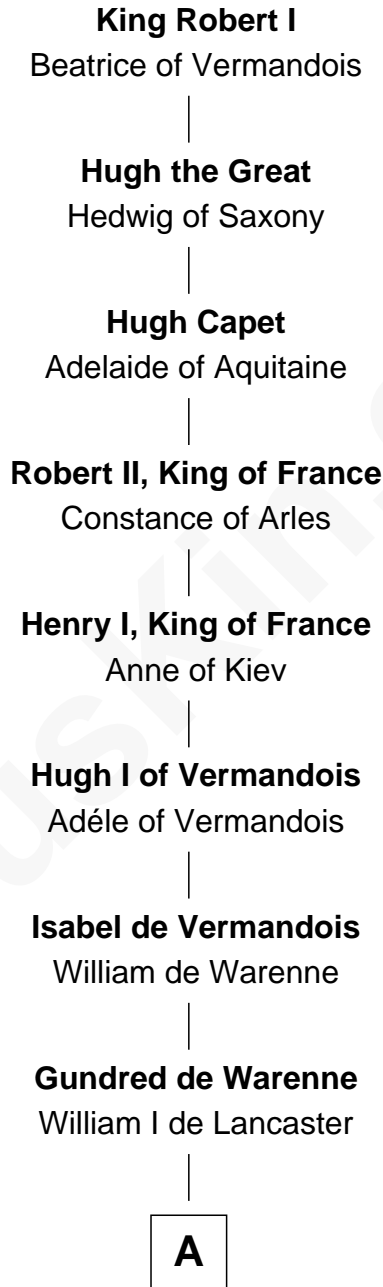 King Robert I
Beatrice of Vermandois
Hugh the Great
Hedwig of Saxony
Hugh Capet
Adelaide of Aquitaine
Robert II, King of France
Constance of Arles
Henry I, King of France
Anne of Kiev
Hugh I of Vermandois
Adéle of Vermandois
Isabel de Vermandois
William de Warenne
Gundred de Warenne
William I de Lancaster
A